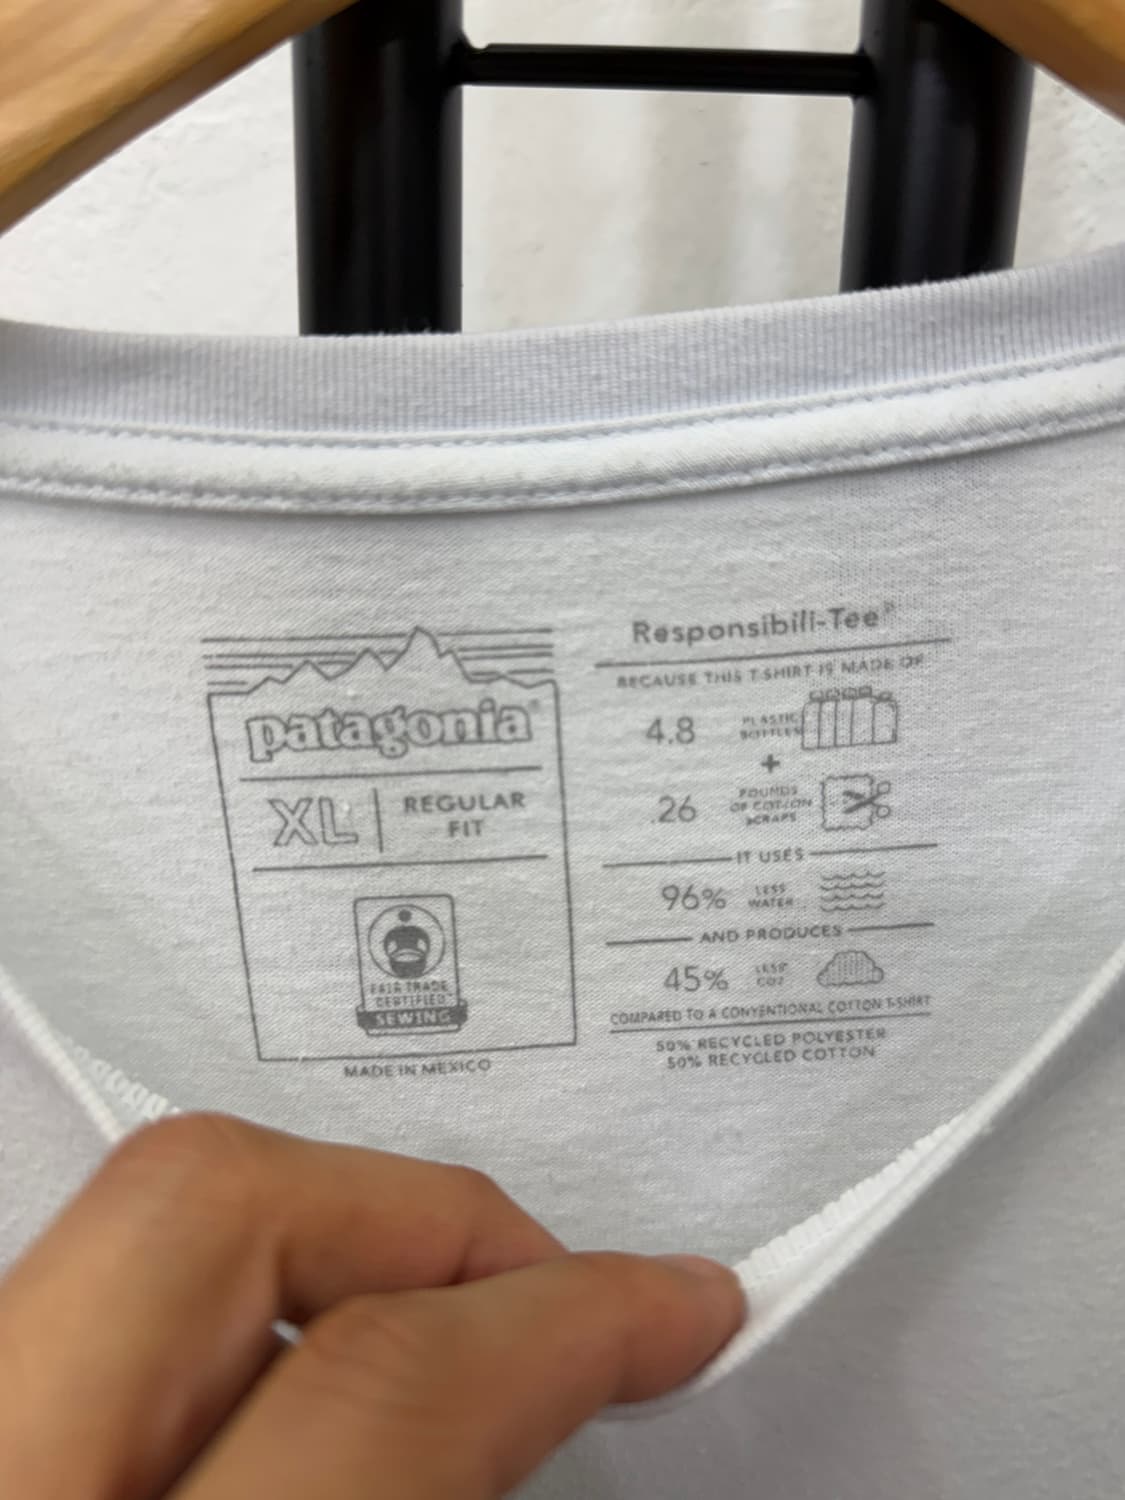 patagonia®
XL
REGULAR
FIT
FAIR TRADE
CERTIFIED™
SEWING
MADE IN MEXICO
Responsibili-Tee®
BECAUSE THIS T-SHIRT IS MADE OF
4.8 PLASTIC
BOTTLES
+
.26 POUNDS
OF COTTON
SCRAPS
IT USES
96% LESS
WATER
AND PRODUCES
45% LESS
CO2
COMPARED TO A CONVENTIONAL COTTON T-SHIRT
50% RECYCLED POLYESTER
50% RECYCLED COTTON